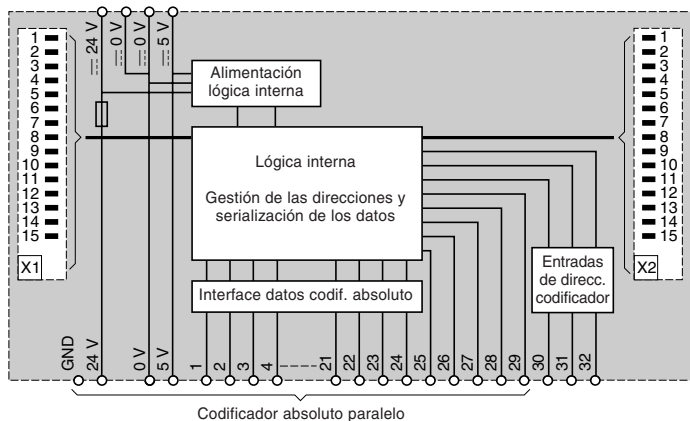 24 V
0 V
0 V
5 V
1
2
3
4
5
6
7
8
9
10
11
12
13
14
15
X1
Alimentación
lógica interna
Lógica interna
Gestión de las direcciones y
serialización de los datos
Interface datos codif. absoluto
Entradas
de direcc.
codificador
1
2
3
4
5
6
7
8
9
10
11
12
13
14
15
X2
GND
24 V
0 V
5 V
1
2
3
4
21
22
23
24
25
26
27
28
29
30
31
32
Codificador absoluto paralelo